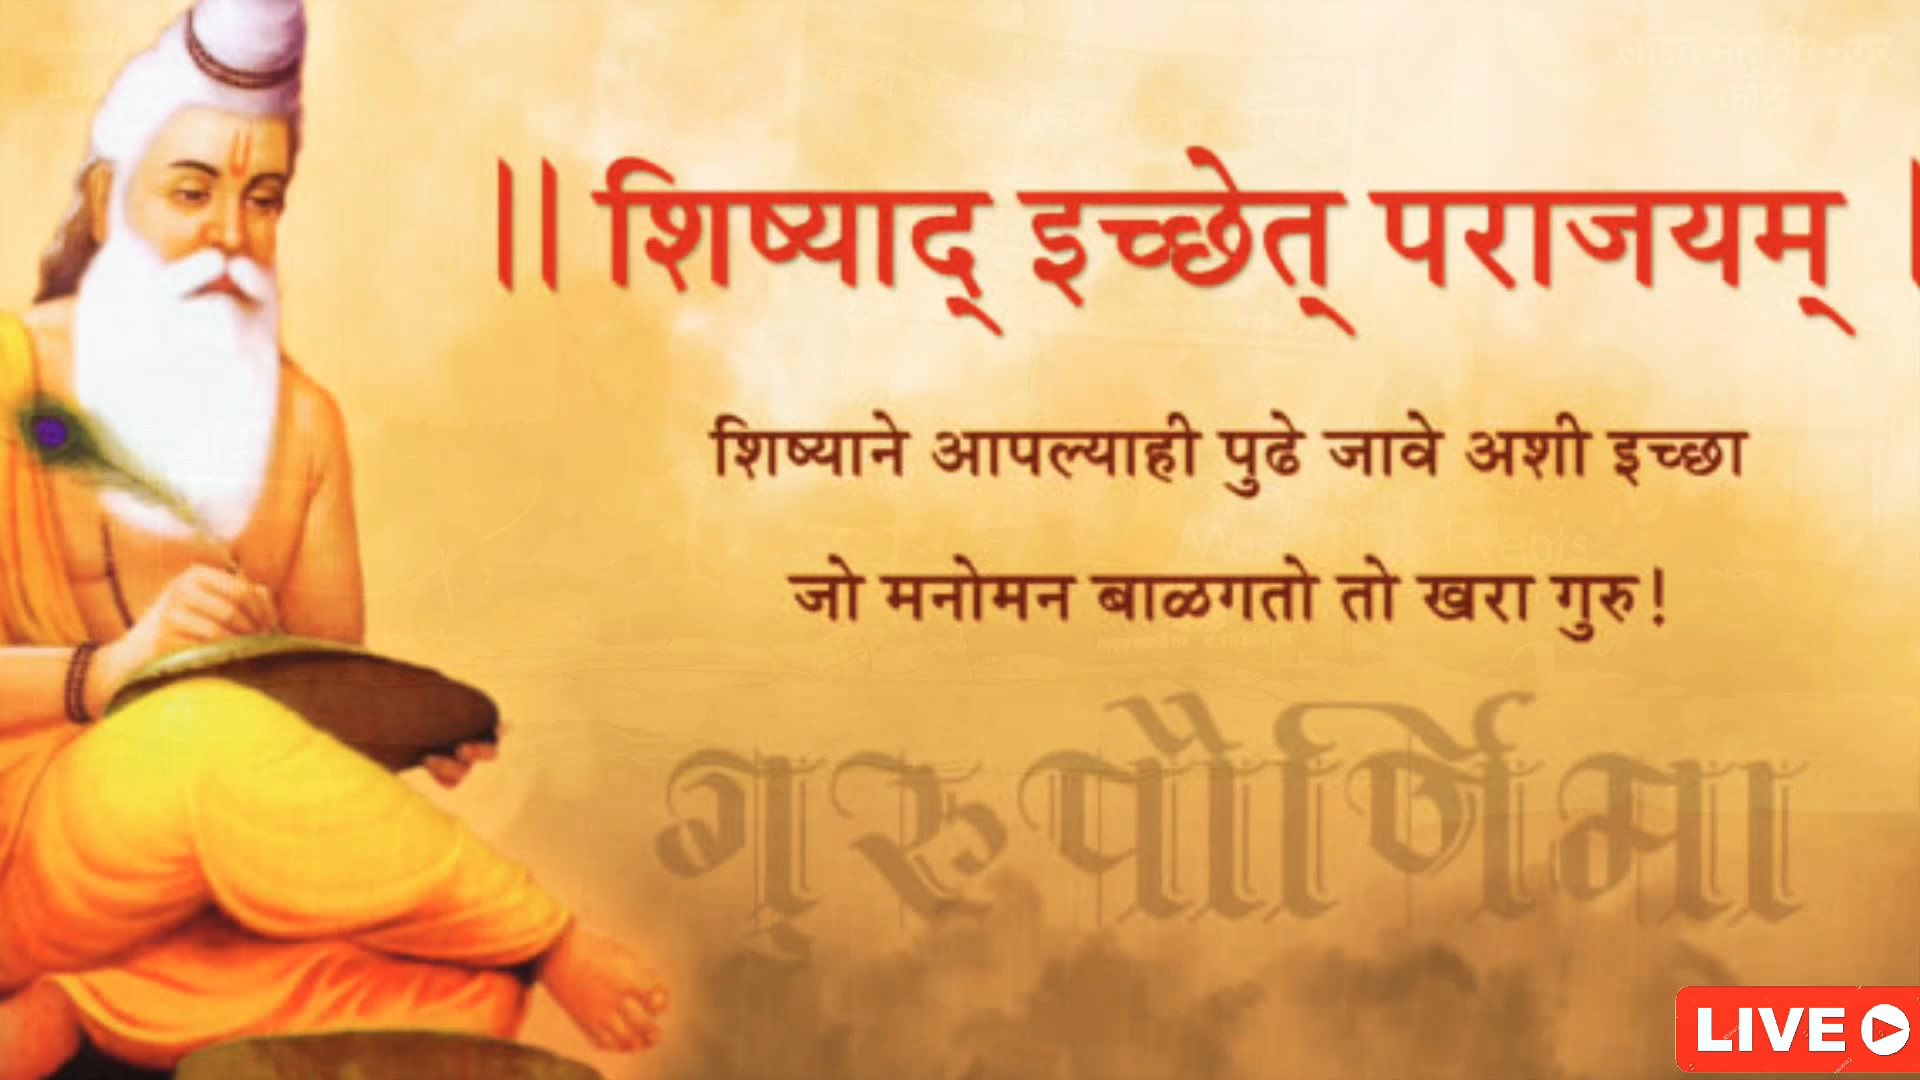 || शिष्याद् इच्छेत् पराजयम् |
शिष्याने आपल्याही पुढे जावे अशी इच्छा
जो मनोमन बाळगतो तो खरा गुरु!
गुरुपौर्णिमा
LIVE